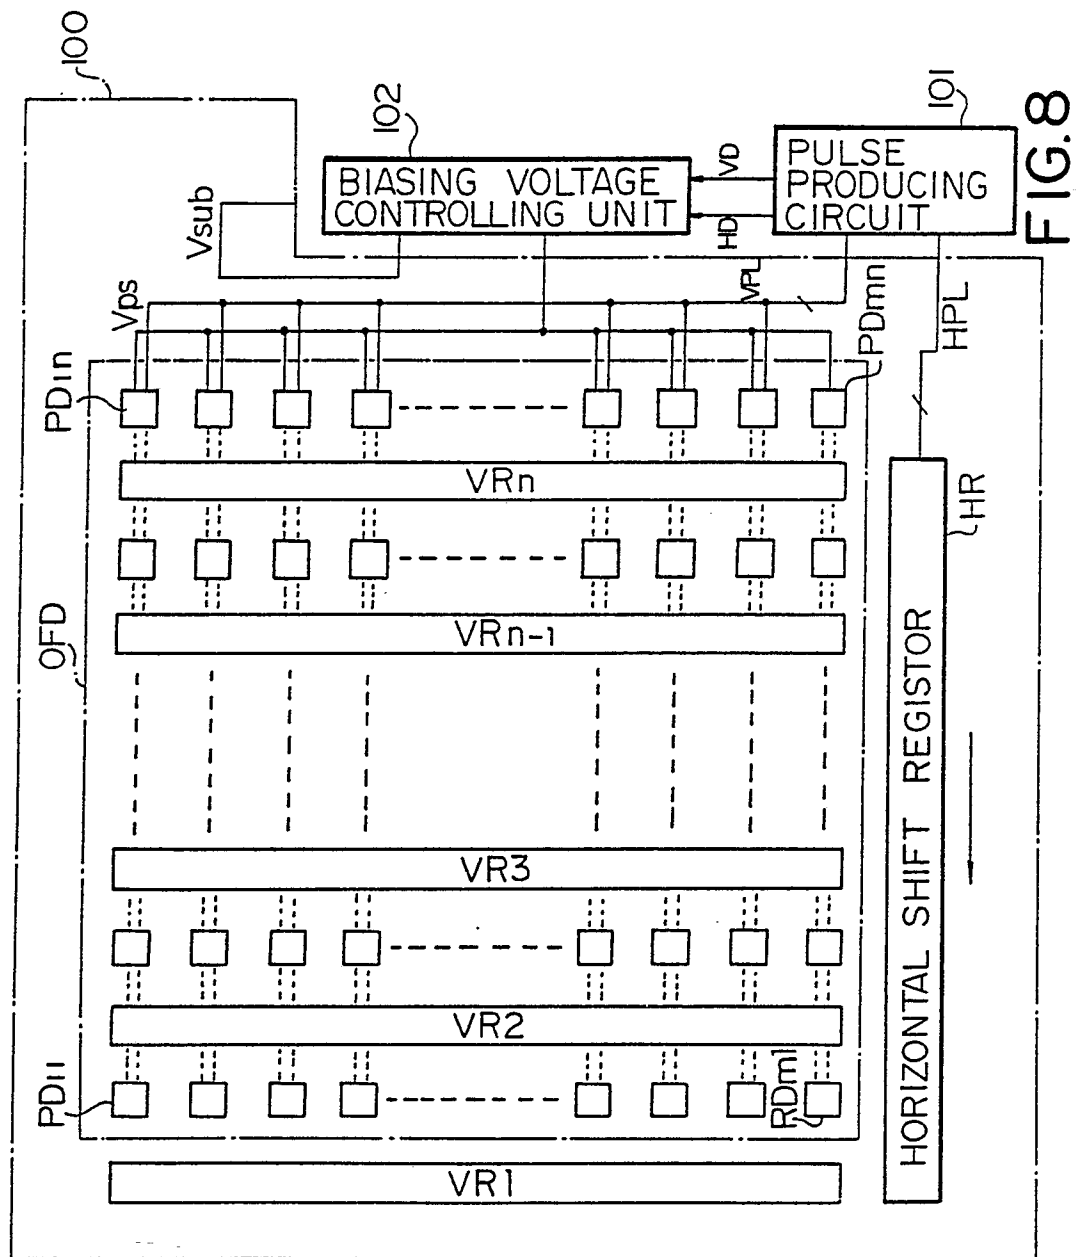 100
Vsub
102
BIASING VOLTAGE
CONTROLLING UNIT
VD
HD
101
PULSE
PRODUCING
CIRCUIT
FIG.8
Vps
VPL
HPL
PD1n
PDmn
VRn
OFD
VRn-1
HR
VR3
HORIZONTAL SHIFT REGISTOR
VR2
PD11
RDm1
VR1